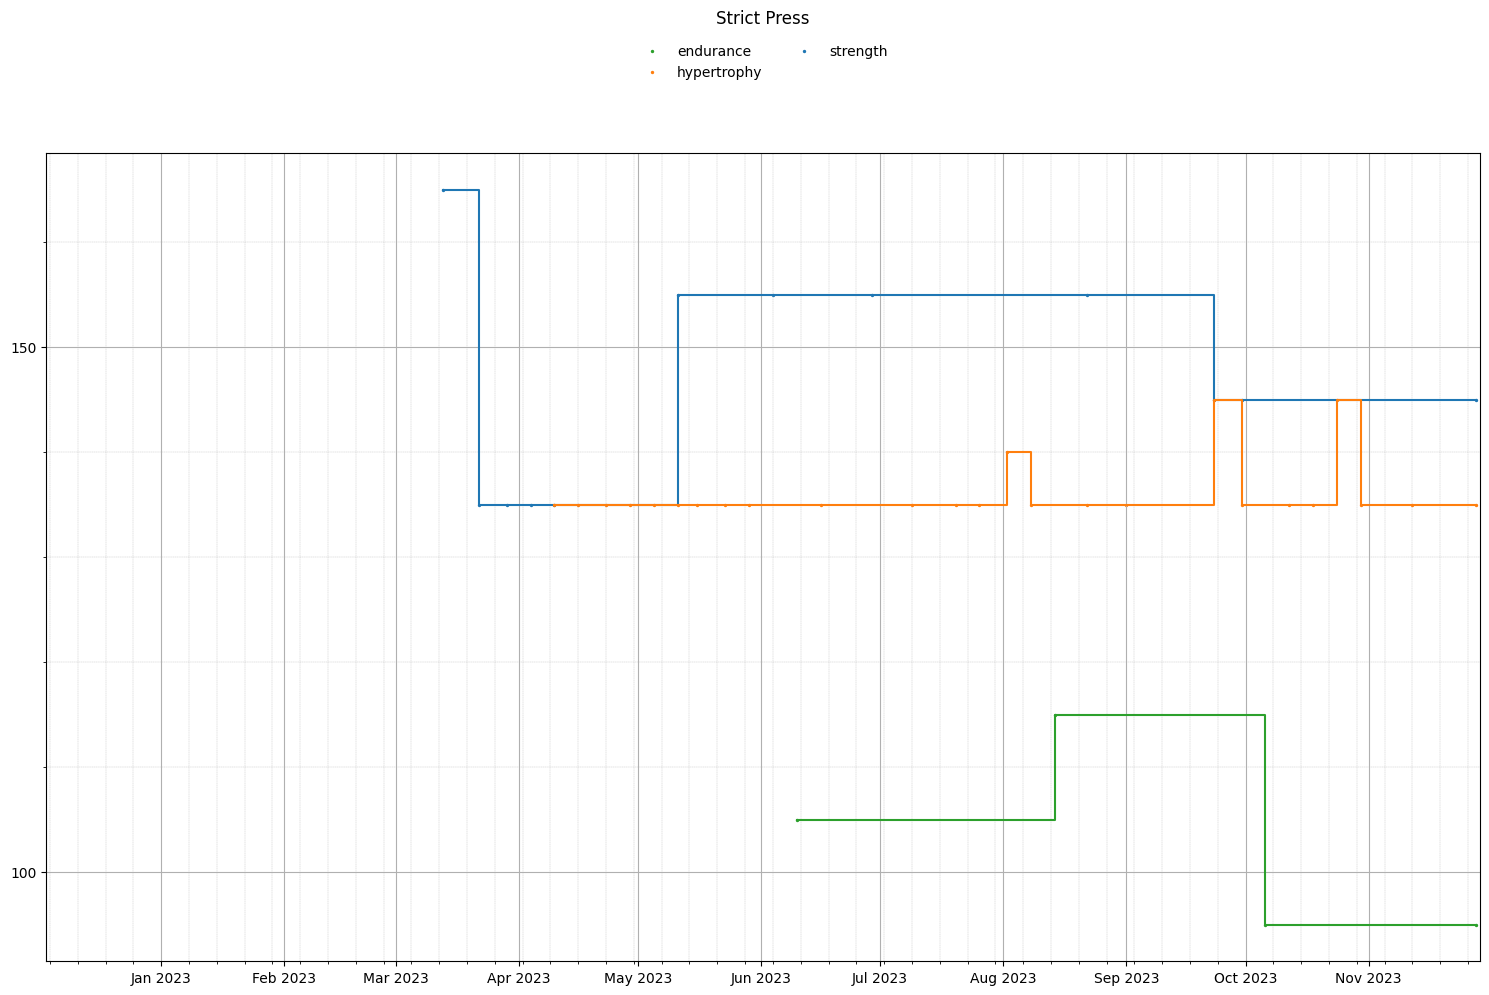 Strict Press
endurance
hypertrophy
strength
150
100
Jan 2023
Feb 2023
Mar 2023
Apr 2023
May 2023
Jun 2023
Jul 2023
Aug 2023
Sep 2023
Oct 2023
Nov 2023